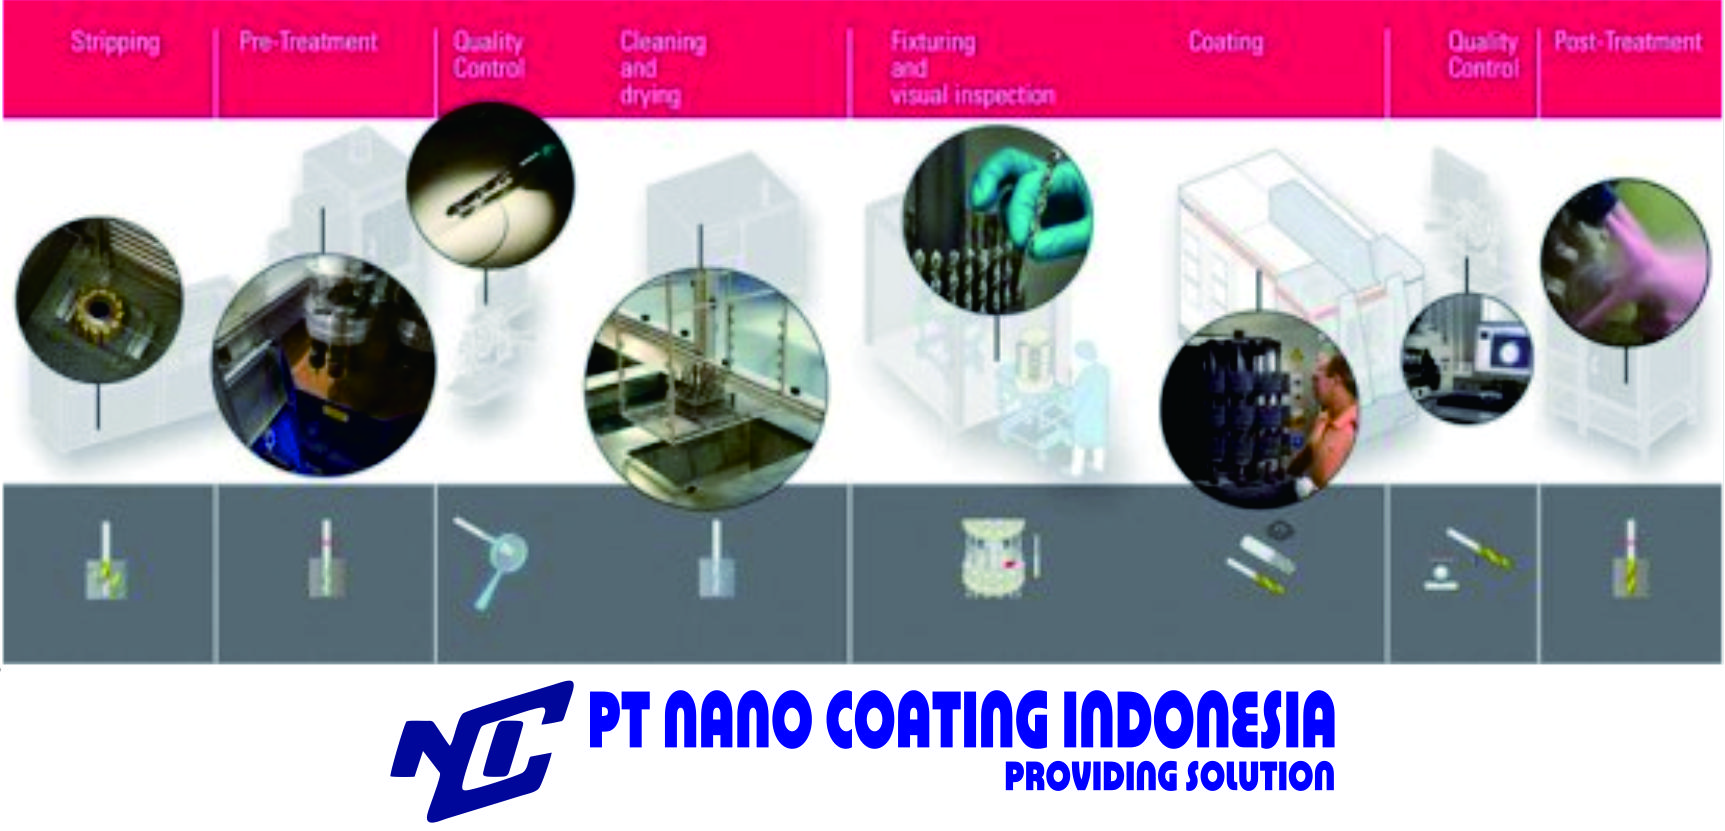 Stripping
Pre-Treatment
Quality
Control
Cleaning
and
drying
Fixturing
and
visual inspection
Coating
Quality
Control
Post-Treatment
NCI
PT NANO COATING INDONESIA
PROVIDING SOLUTION